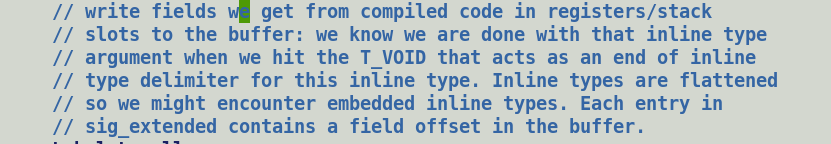 // write fields we get from compiled code in registers/stack
// slots to the buffer: we know we are done with that inline type
// argument when we hit the T_VOID that acts as an end of inline
// type delimiter for this inline type. Inline types are flattened
// so we might encounter embedded inline types. Each entry in
// sig_extended contains a field offset in the buffer.